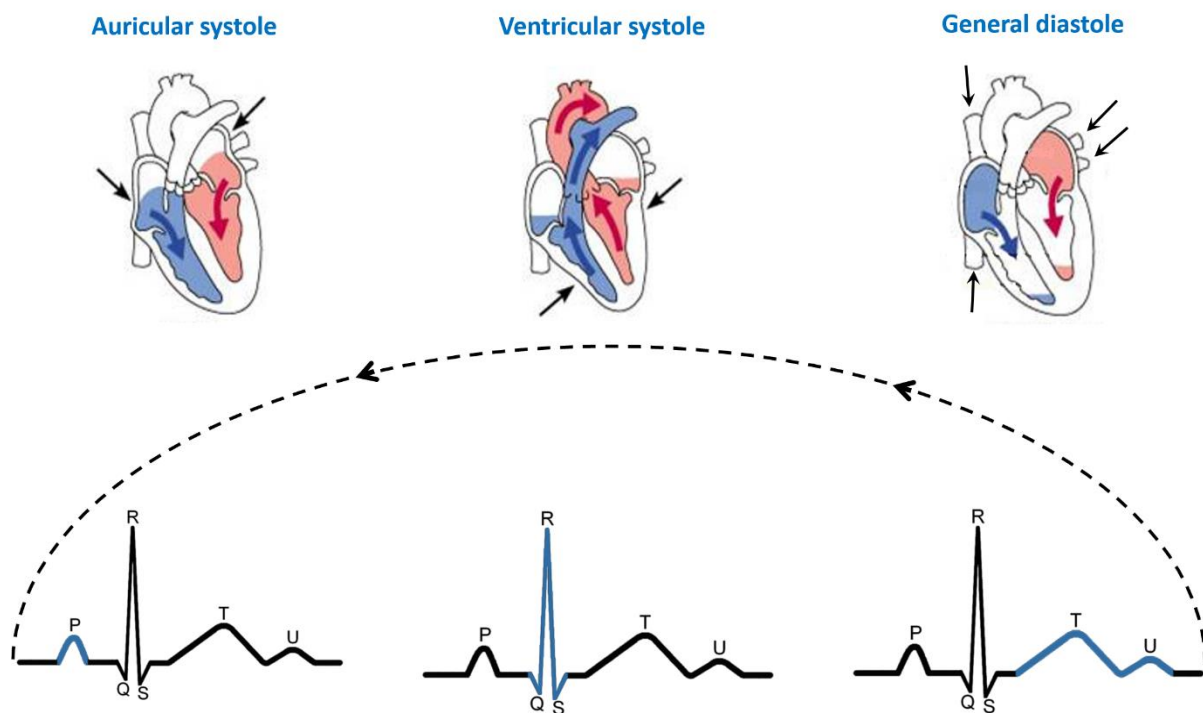 Auricular systole
Ventricular systole
General diastole
R
P
T
U
Q
S
R
P
T
U
Q
S
R
P
T
U
Q
S